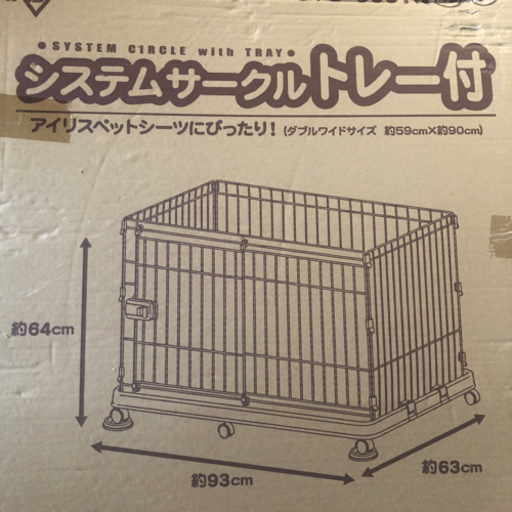 ●SYSTEM C1RCLE with TRAY●
システムサークルトレー付
アイリスペットシーツにぴったり！(ダブルワイドサイズ 約59cm×約90cm)
約64cm
約93cm
約63cm